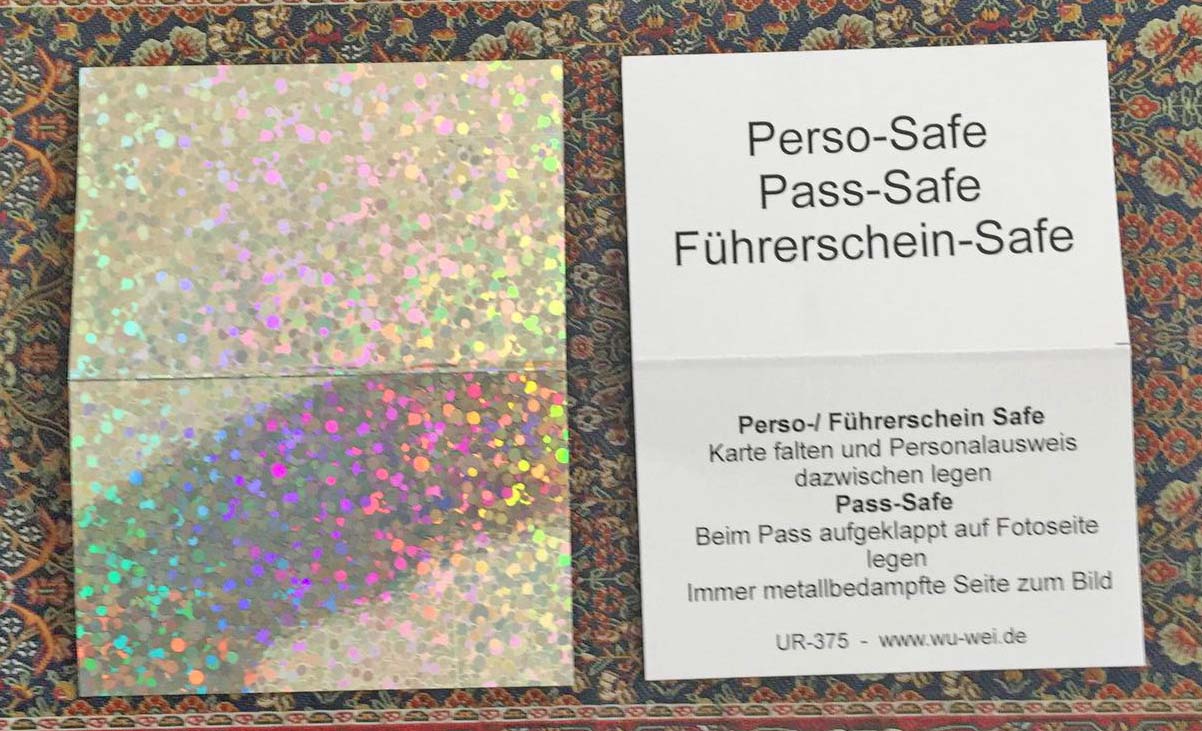 Perso-Safe
Pass-Safe
Führerschein-Safe
Perso-/ Führerschein Safe
Karte falten und Personalausweis
dazwischen legen
Pass-Safe
Beim Pass aufgeklappt auf Fotoseite
legen
Immer metallbedampfte Seite zum Bild
UR-375 - www.wu-wei.de